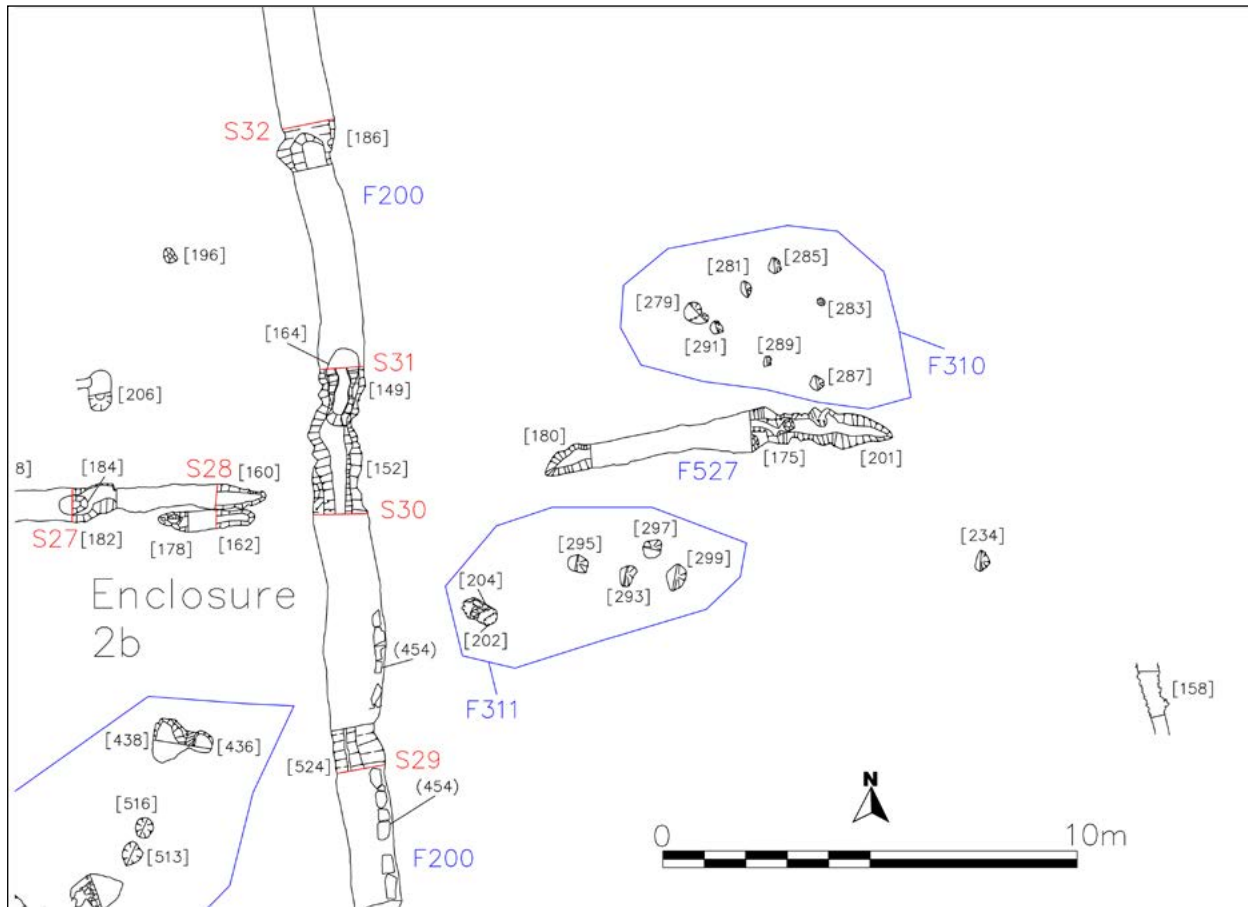 S32
[186]
F200
[196]
[281]
[285]
[279]
[283]
[291]
[289]
[287]
F310
[164]
S31
[149]
[206]
[180]
[175]
[201]
F527
8]
[184]
S28
[160]
[152]
S30
S27
[182]
[178]
[162]
[295]
[297]
[299]
[293]
[234]
[204]
[202]
F311
Enclosure
2b
(454)
[158]
[438]
[436]
[524]
S29
(454)
[516]
[513]
F200
N
0
10m